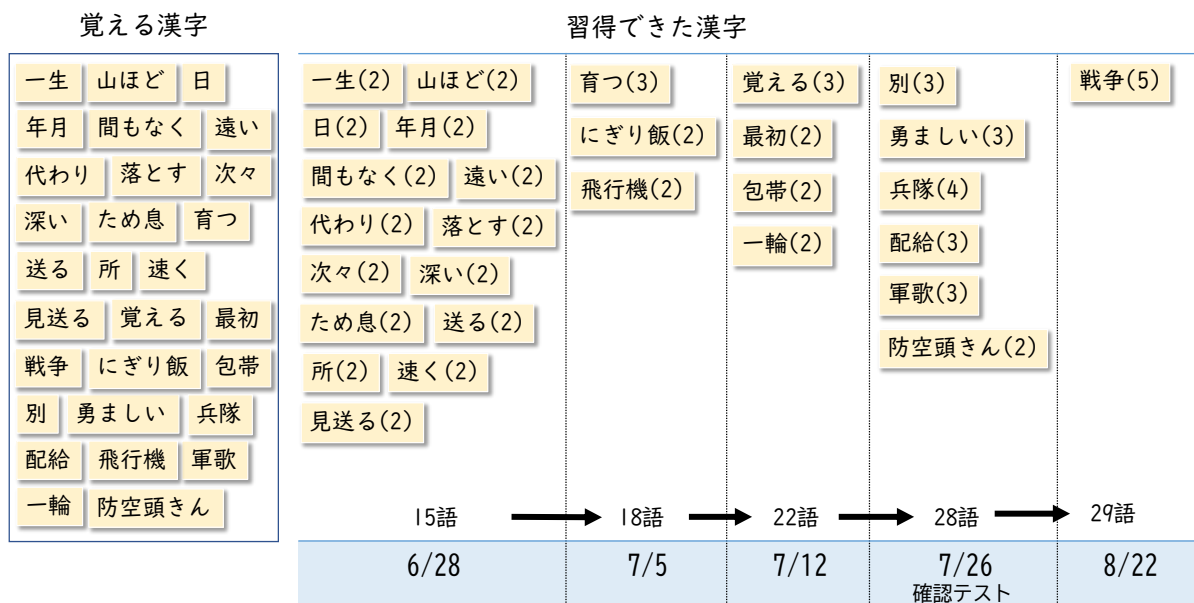 覚える漢字
一生 山ほど 日
年月 間もなく 遠い
代わり 落とす 次々
深い ため息 育つ
送る 所 速く
見送る 覚える 最初
戦争 にぎり飯 包帯
別 勇ましい 兵隊
配給 飛行機 軍歌
一輪 防空頭きん
習得できた漢字
一生(2) 山ほど(2)
日(2) 年月(2)
間もなく(2) 遠い(2)
代わり(2) 落とす(2)
次々(2) 深い(2)
ため息(2) 送る(2)
所(2) 速く(2)
見送る(2)
15語
6/28
育つ(3)
にぎり飯(2)
飛行機(2)
18語
7/5
覚える(3)
最初(2)
包帯(2)
一輪(2)
22語
7/12
別(3)
勇ましい(3)
兵隊(4)
配給(3)
軍歌(3)
防空頭きん(2)
28語
7/26
確認テスト
戦争(5)
29語
8/22